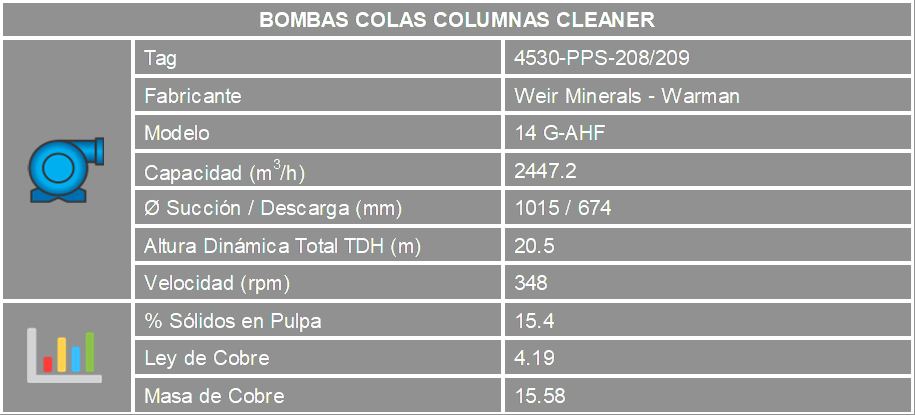 BOMBAS COLAS COLUMNAS CLEANER
Tag 4530-PPS-208/209
Fabricante Weir Minerals - Warman
Modelo 14 G-AHF
Capacidad (m³/h) 2447.2
Ø Succión / Descarga (mm) 1015 / 674
Altura Dinámica Total TDH (m) 20.5
Velocidad (rpm) 348
% Sólidos en Pulpa 15.4
Ley de Cobre 4.19
Masa de Cobre 15.58